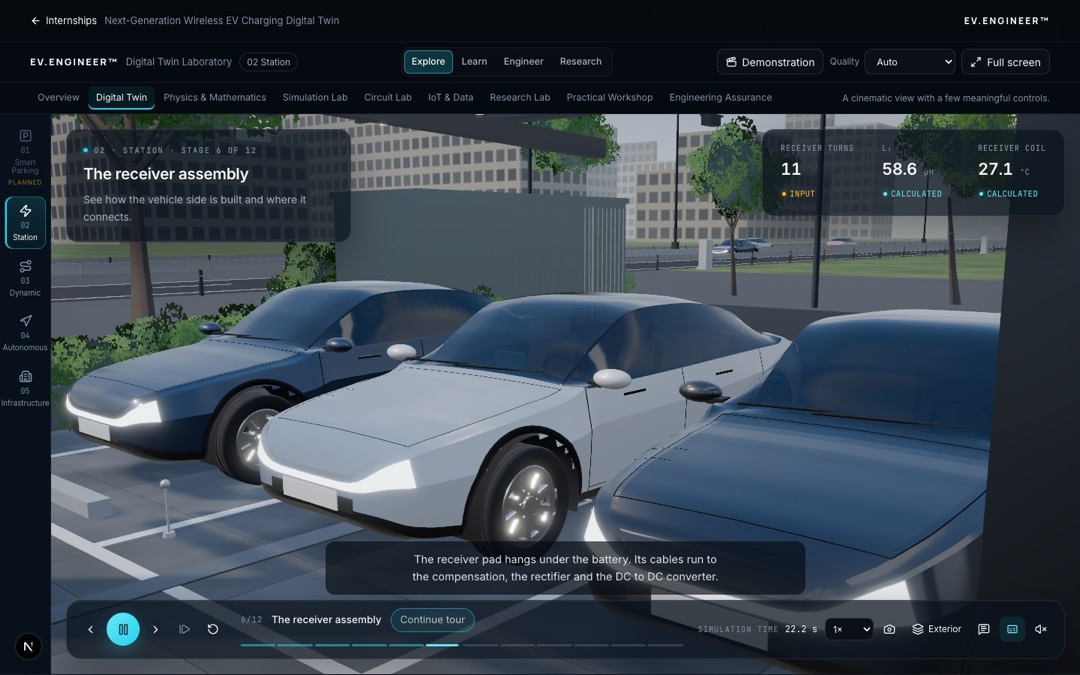 Internships Next-Generation Wireless EV Charging Digital Twin
EV.ENGINEER™
EV.ENGINEER™ Digital Twin Laboratory 02 Station
Explore Learn Engineer Research
Demonstration Quality Auto Full screen
Overview Digital Twin Physics & Mathematics Simulation Lab Circuit Lab IoT & Data Research Lab Practical Workshop Engineering Assurance
A cinematic view with a few meaningful controls.
01
Smart
Parking
PLANNED
02
Station
03
Dynamic
04
Autonomous
05
Infrastructure
02 · STATION · STAGE 6 OF 12
The receiver assembly
See how the vehicle side is built and where it
connects.
RECEIVER TURNS
11
INPUT
L₂
58.6 µH
CALCULATED
RECEIVER COIL
27.1 °C
CALCULATED
The receiver pad hangs under the battery. Its cables run to
the compensation, the rectifier and the DC to DC converter.
6/12 The receiver assembly Continue tour
SIMULATION TIME 22.2 s 1× Exterior
N